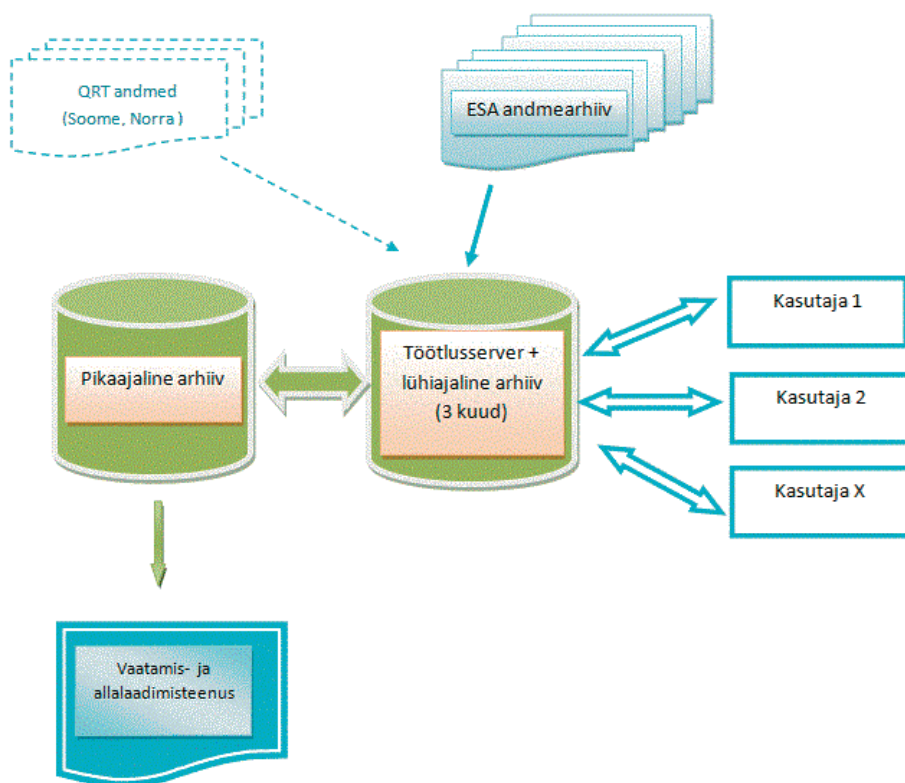 QRT andmed
(Soome, Norra )
ESA andmearhiiv
Pikaajaline arhiiv
Töötlusserver +
lühiajaline arhiiv
(3 kuud)
Kasutaja 1
Kasutaja 2
Kasutaja X
Vaatamis- ja
allalaadimisteenus